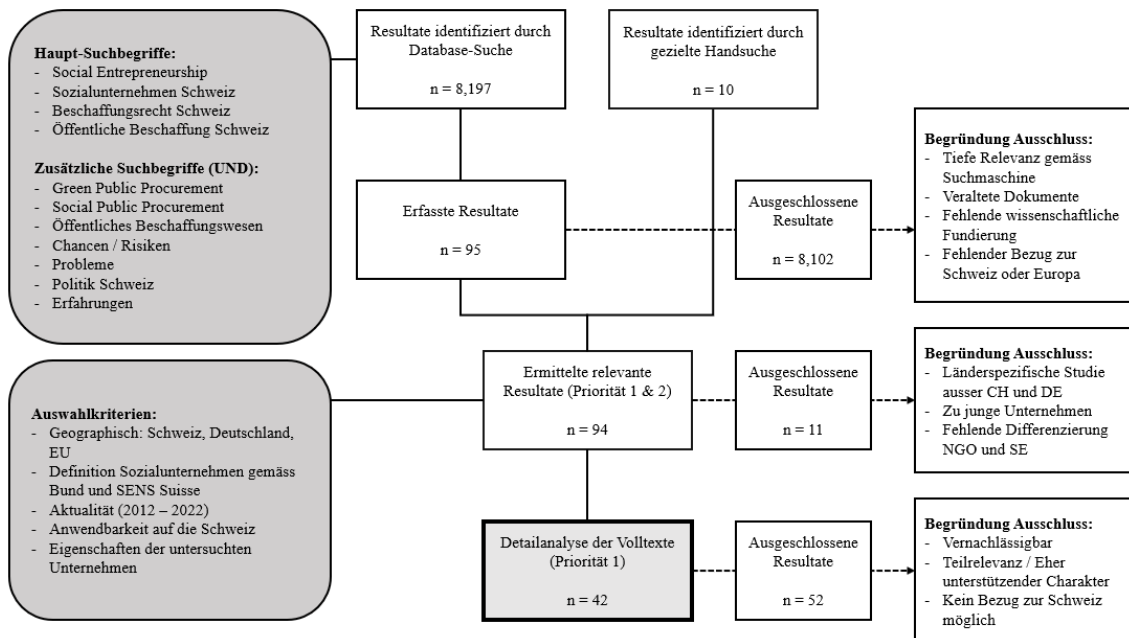 Haupt-Suchbegriffe:
- Social Entrepreneurship
- Sozialunternehmen Schweiz
- Beschaffungsrecht Schweiz
- Öffentliche Beschaffung Schweiz
Zusätzliche Suchbegriffe (UND):
- Green Public Procurement
- Social Public Procurement
- Öffentliches Beschaffungswesen
- Chancen / Risiken
- Probleme
- Politik Schweiz
- Erfahrungen
Resultate identifiziert durch
Database-Suche
n = 8,197
Resultate identifiziert durch
gezielte Handsuche
n = 10
Erfasste Resultate
n = 95
Ausgeschlossene
Resultate
n = 8,102
Begründung Ausschluss:
- Tiefe Relevanz gemäss
Suchmaschine
- Veraltete Dokumente
- Fehlende wissenschaftliche
Fundierung
- Fehlender Bezug zur
Schweiz oder Europa
Auswahlkriterien:
- Geographisch: Schweiz, Deutschland,
EU
- Definition Sozialunternehmen gemäss
Bund und SENS Suisse
- Aktualität (2012 – 2022)
- Anwendbarkeit auf die Schweiz
- Eigenschaften der untersuchten
Unternehmen
Ermittelte relevante
Resultate (Priorität 1 & 2)
n = 94
Ausgeschlossene
Resultate
n = 11
Begründung Ausschluss:
- Länderspezifische Studie
ausser CH und DE
- Zu junge Unternehmen
- Fehlende Differenzierung
NGO und SE
Detailanalyse der Volltexte
(Priorität 1)
n = 42
Ausgeschlossene
Resultate
n = 52
Begründung Ausschluss:
- Vernachlässigbar
- Teilrelevanz / Eher
unterstützender Charakter
- Kein Bezug zur Schweiz
möglich